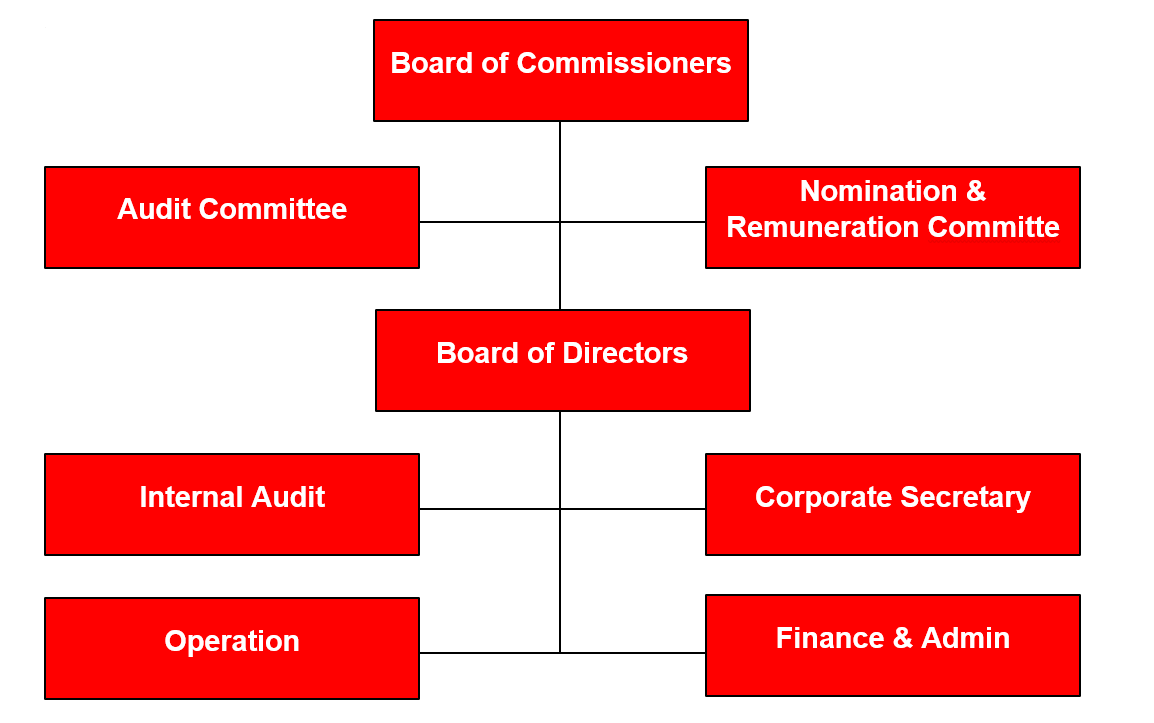 Board of Commissioners
Audit Committee
Nomination &
Remuneration Committe
Board of Directors
Internal Audit
Corporate Secretary
Operation
Finance & Admin